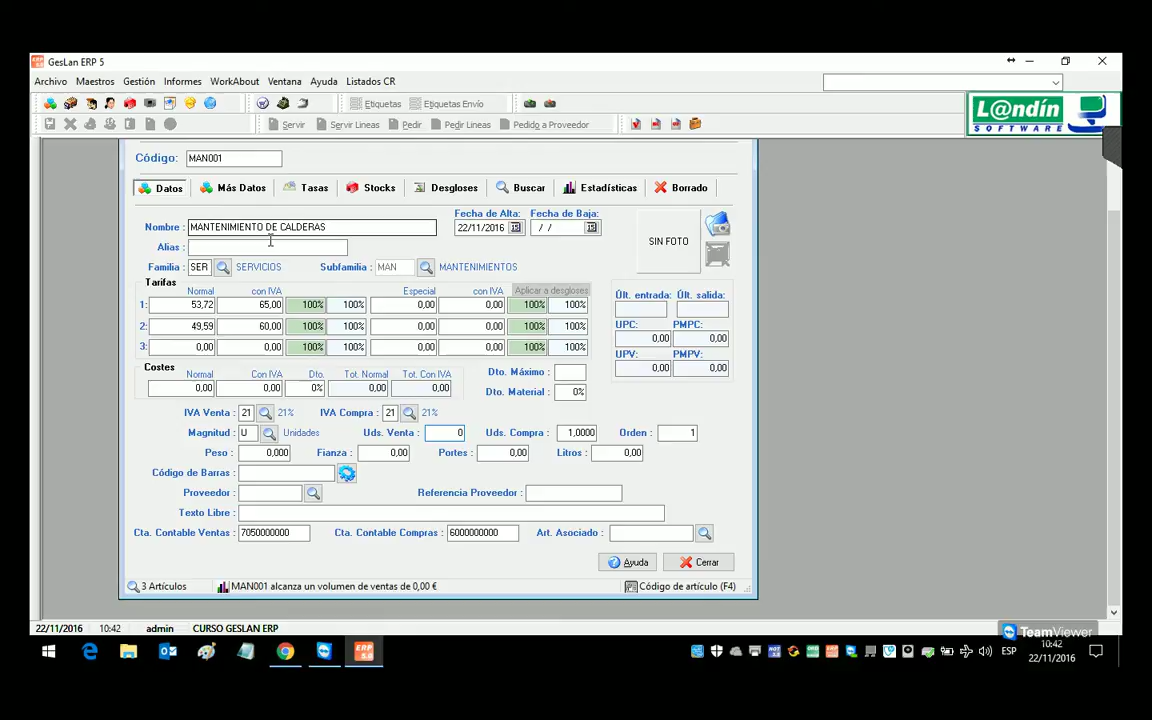 GesLan ERP 5
Archivo Maestros Gestión Informes WorkAbout Ventana Ayuda Listados CR
Etiquetas Etiquetas Envío
Servir Servir Lineas Pedir Pedir Lineas Pedido a Proveedor
L@ndín
SOFTWARE
Código: MAN001
Datos Más Datos Tasas Stocks Desgloses Buscar Estadísticas Borrado
Fecha de Alta: Fecha de Baja:
Nombre : MANTENIMIENTO DE CALDERAS 22/11/2016 15 / / 15
SIN FOTO
Alias :
Familia : SER SERVICIOS Subfamilia : MAN MANTENIMIENTOS
Tarifas
Normal con IVA Especial con IVA Aplicar a desgloses
1: 53,72 65,00 100% 100% 0,00 0,00 100% 100%
2: 49,59 60,00 100% 100% 0,00 0,00 100% 100%
3: 0,00 0,00 100% 100% 0,00 0,00 100% 100%
Últ. entrada: Últ. salida:
UPC: PMPC:
0,00 0,00
UPV: PMPV:
0,00 0,00
Costes
Normal Con IVA Dto. Tot. Normal Tot. Con IVA
0,00 0,00 0% 0,00 0,00
Dto. Máximo :
Dto. Material : 0%
IVA Venta : 21 21% IVA Compra : 21 21%
Magnitud : U Unidades Uds. Venta : 0 Uds. Compra : 1,0000 Orden : 1
Peso : 0,000 Fianza : 0,00 Portes : 0,00 Litros : 0,00
Código de Barras :
Proveedor : Referencia Proveedor :
Texto Libre :
Cta. Contable Ventas : 7050000000 Cta. Contable Compras : 6000000000 Art. Asociado :
Ayuda Cerrar
3 Artículos MAN001 alcanza un volumen de ventas de 0,00 € Código de artículo (F4)
22/11/2016 10:42 admin CURSO GESLAN ERP
TeamViewer
ESP
10:42
22/11/2016